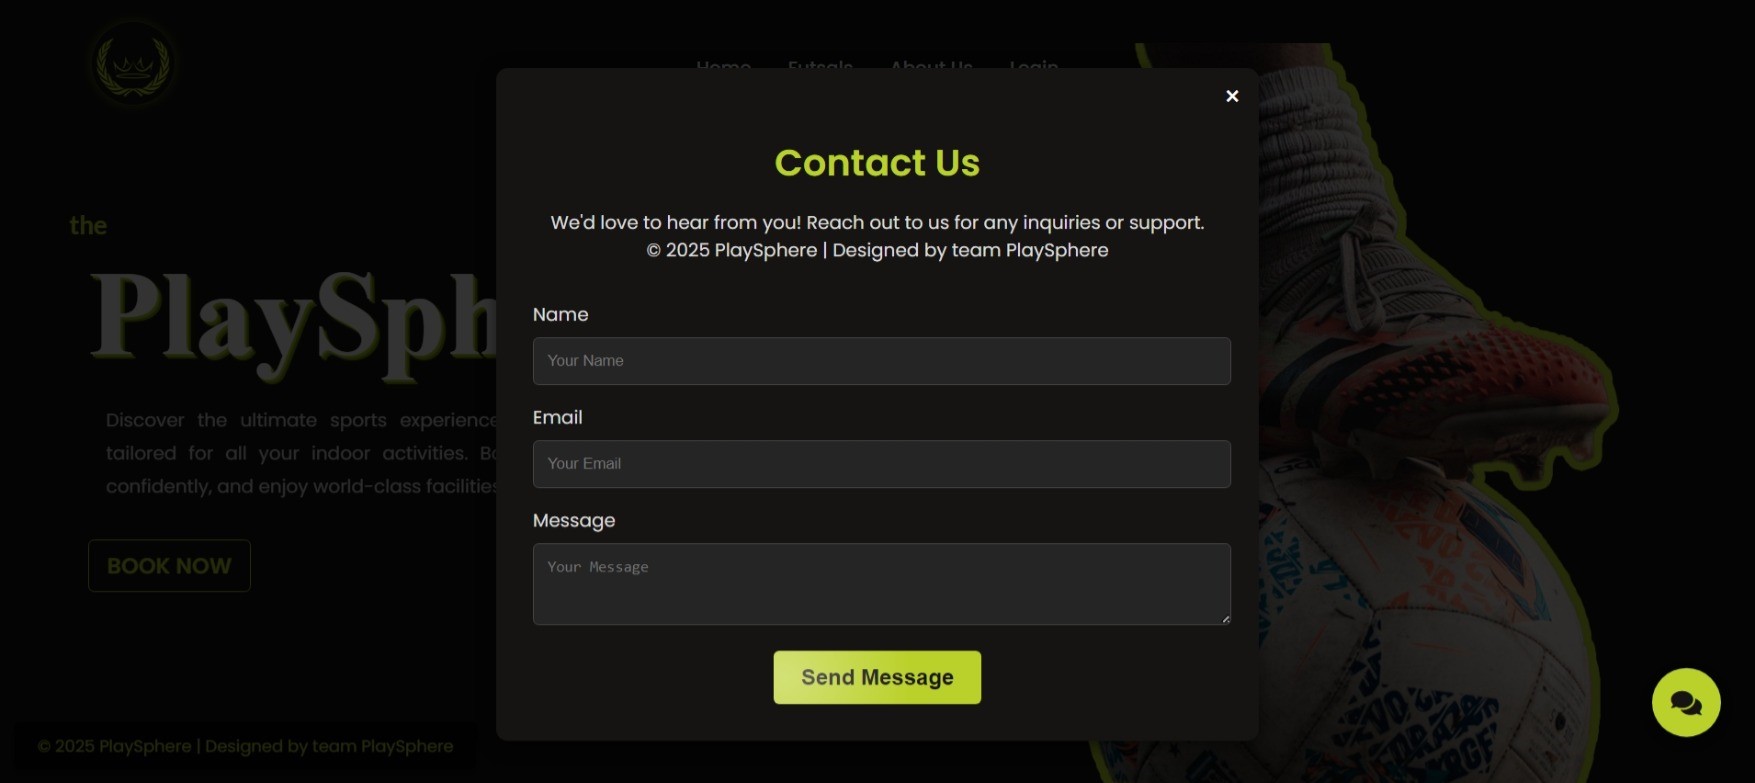 Home Futsals About Us Login
×
Contact Us
We'd love to hear from you! Reach out to us for any inquiries or support.
© 2025 PlaySphere | Designed by team PlaySphere
the
PlaySph
Discover the ultimate sports experience
tailored for all your indoor activities. Bo
confidently, and enjoy world-class facilities
BOOK NOW
Name
Your Name
Email
Your Email
Message
Your Message
Send Message
© 2025 PlaySphere | Designed by team PlaySphere